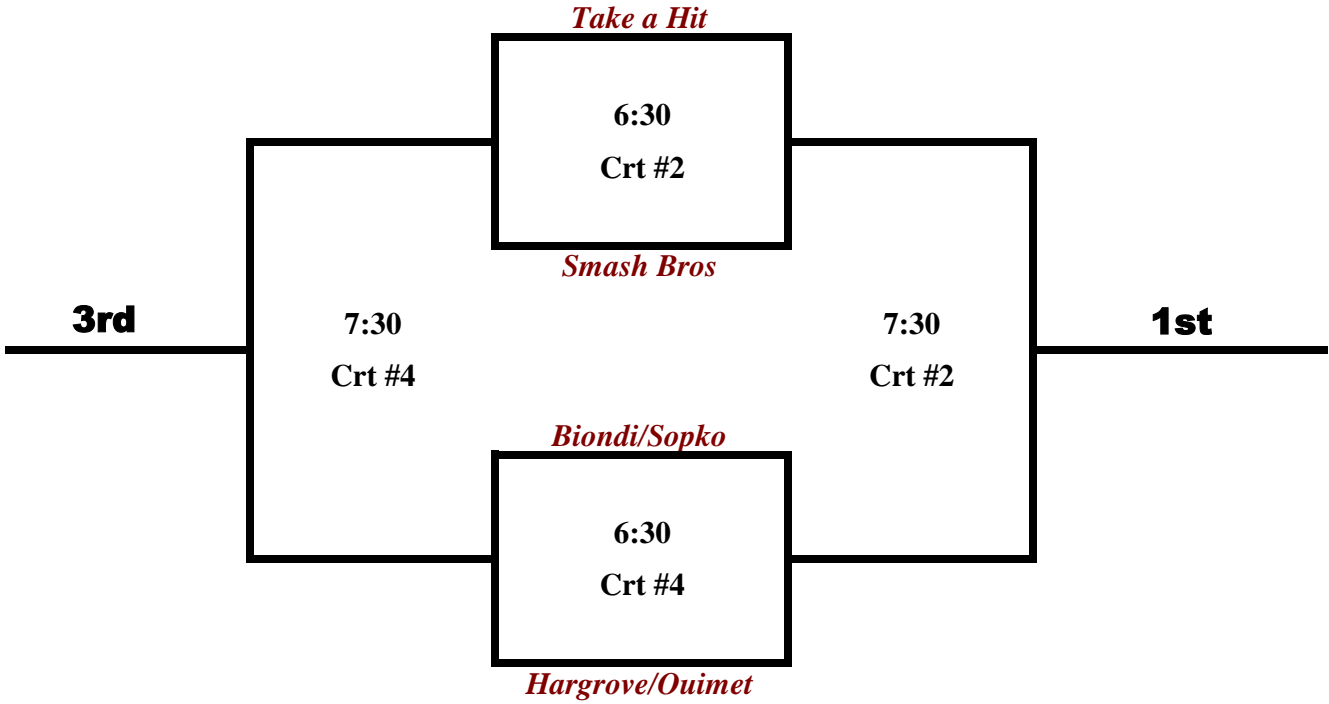 Take a Hit
6:30
Crt #2
Smash Bros
3rd
7:30
Crt #4
7:30
Crt #2
1st
Biondi/Sopko
6:30
Crt #4
Hargrove/Ouimet